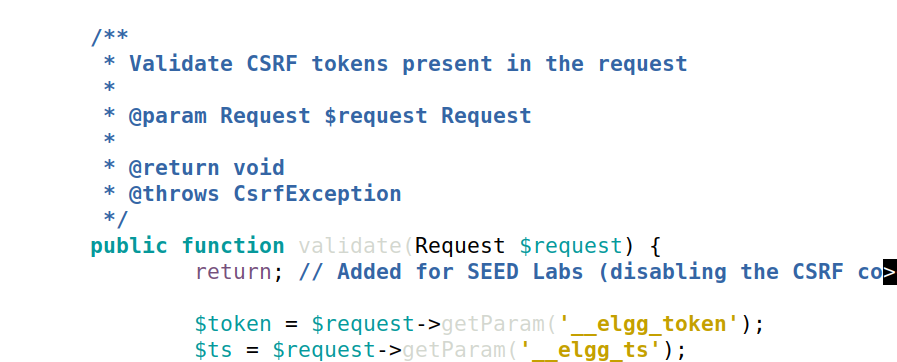 /**
 * Validate CSRF tokens present in the request
 *
 * @param Request $request Request
 *
 * @return void
 * @throws CsrfException
 */
public function validate(Request $request) {
return; // Added for SEED Labs (disabling the CSRF co>
$token = $request->getParam('__elgg_token');
$ts = $request->getParam('__elgg_ts');